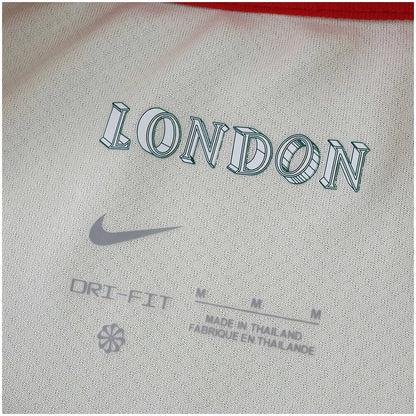 LONDON
DRI-FIT
M M M
MADE IN THAILAND
FABRIQUE EN THAILANDE